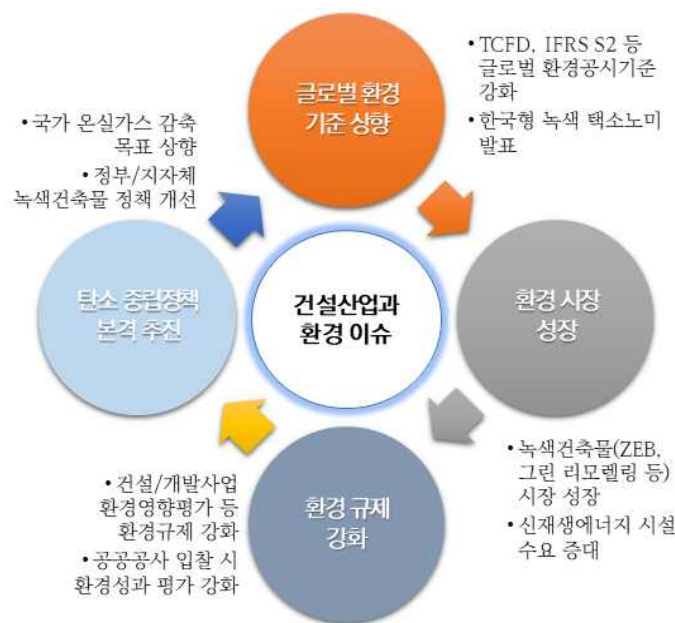 글로벌 환경
기준 상향
• TCFD, IFRS S2 등
글로벌 환경공시기준
강화
• 한국형 녹색 택소노미
발표
• 국가 온실가스 감축
목표 상향
• 정부/지자체
녹색건축물 정책 개선
탄소 중립정책
본격 추진
건설산업과
환경 이슈
환경 시장
성장
• 녹색건축물(ZEB,
그린 리모델링 등)
시장 성장
• 신재생에너지 시설
수요 증대
• 건설/개발사업
환경영향평가 등
환경규제 강화
• 공공공사 입찰 시
환경성과 평가 강화
환경 규제
강화